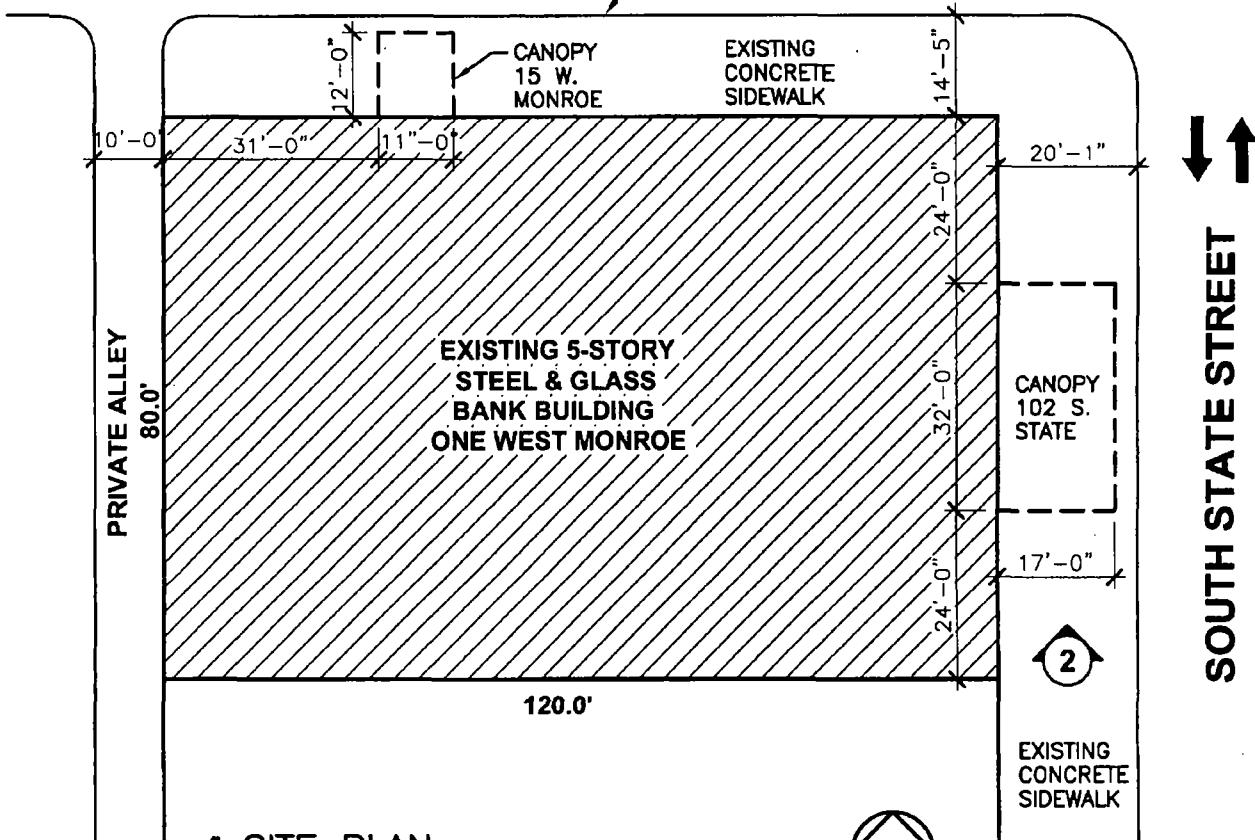 12'-0"
CANOPY
15 W.
MONROE
EXISTING
CONCRETE
SIDEWALK
14'-5"
10'-0
31'-0"
11"-0"
20'-1"
24'-0"
EXISTING 5-STORY
STEEL & GLASS
BANK BUILDING
ONE WEST MONROE
PRIVATE ALLEY
80.0'
32'-0"
CANOPY
102 S.
STATE
SOUTH STATE STREET
17'-0"
24'-0"
2
120.0'
EXISTING
CONCRETE
SIDEWALK
SITE PLAN